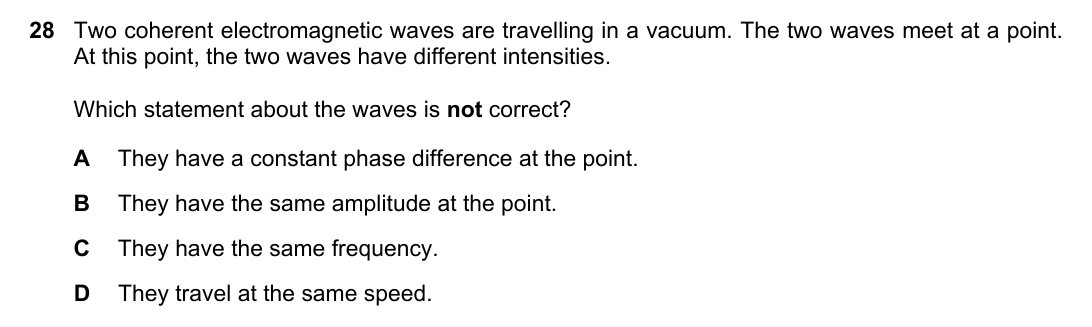 28 Two coherent electromagnetic waves are travelling in a vacuum. The two waves meet at a point.
At this point, the two waves have different intensities.
Which statement about the waves is not correct?
A They have a constant phase difference at the point.
B They have the same amplitude at the point.
C They have the same frequency.
D They travel at the same speed.